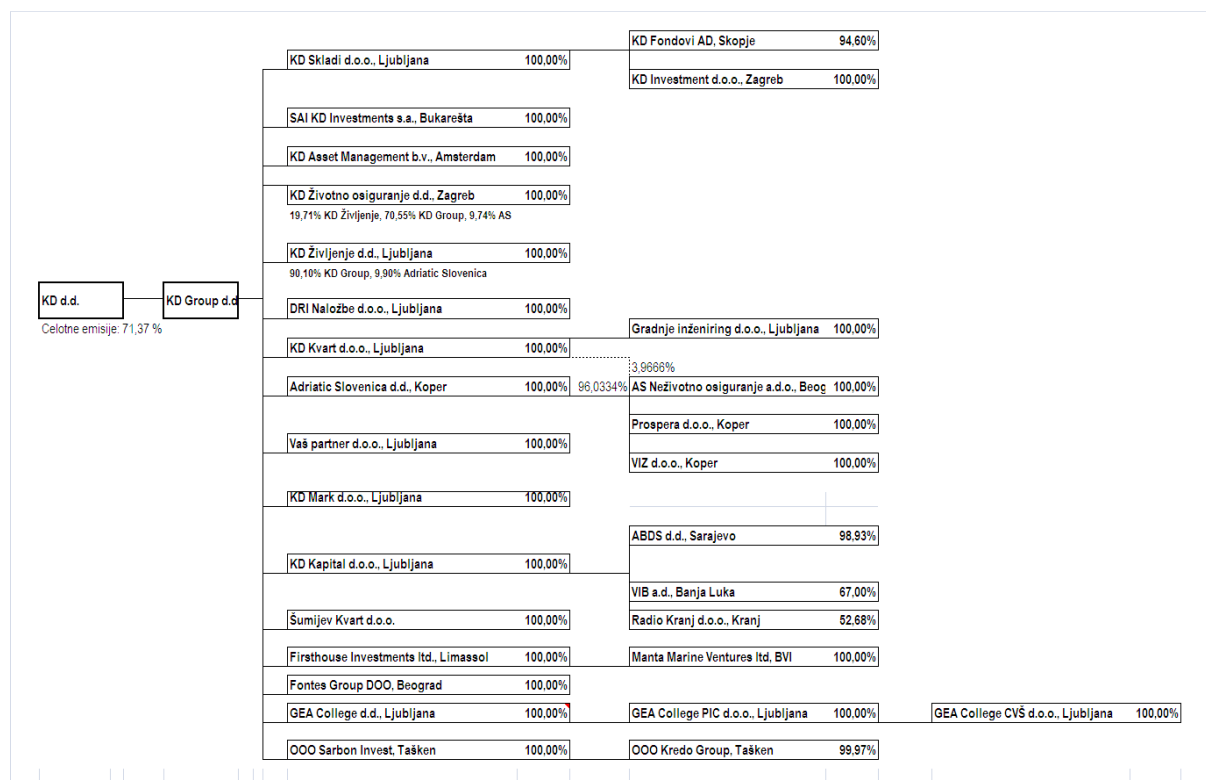 KD Fondovi AD, Skopje 94,60%
KD Skladi d.o.o., Ljubljana 100,00%
KD Investment d.o.o., Zagreb 100,00%
SAI KD Investments s.a., Bukarešta 100,00%
KD Asset Management b.v., Amsterdam 100,00%
KD Životno osiguranje d.d., Zagreb 100,00%
19,71% KD Življenje, 70,55% KD Group, 9,74% AS
KD Življenje d.d., Ljubljana 100,00%
90,10% KD Group, 9,90% Adriatic Slovenica
KD d.d. KD Group d.d
DRI Naložbe d.o.o., Ljubljana 100,00%
Celotne emisije: 71,37 %
Gradnje inženiring d.o.o., Ljubljana 100,00%
KD Kvart d.o.o., Ljubljana 100,00%
3,9666%
Adriatic Slovenica d.d., Koper 100,00% 96,0334% AS Neživotno osiguranje a.d.o., Beog 100,00%
Prospera d.o.o., Koper 100,00%
Vaš partner d.o.o., Ljubljana 100,00%
VIZ d.o.o., Koper 100,00%
KD Mark d.o.o., Ljubljana 100,00%
ABDS d.d., Sarajevo 98,93%
KD Kapital d.o.o., Ljubljana 100,00%
VIB a.d., Banja Luka 67,00%
Šumijev Kvart d.o.o. 100,00% Radio Kranj d.o.o., Kranj 52,68%
Firsthouse Investments ltd., Limassol 100,00% Manta Marine Ventures ltd, BVI 100,00%
Fontes Group DOO, Beograd 100,00%
GEA College d.d., Ljubljana 100,00% GEA College PIC d.o.o., Ljubljana 100,00% GEA College CVŠ d.o.o., Ljubljana 100,00%
OOO Sarbon Invest, Tašken 100,00% OOO Kredo Group, Tašken 99,97%